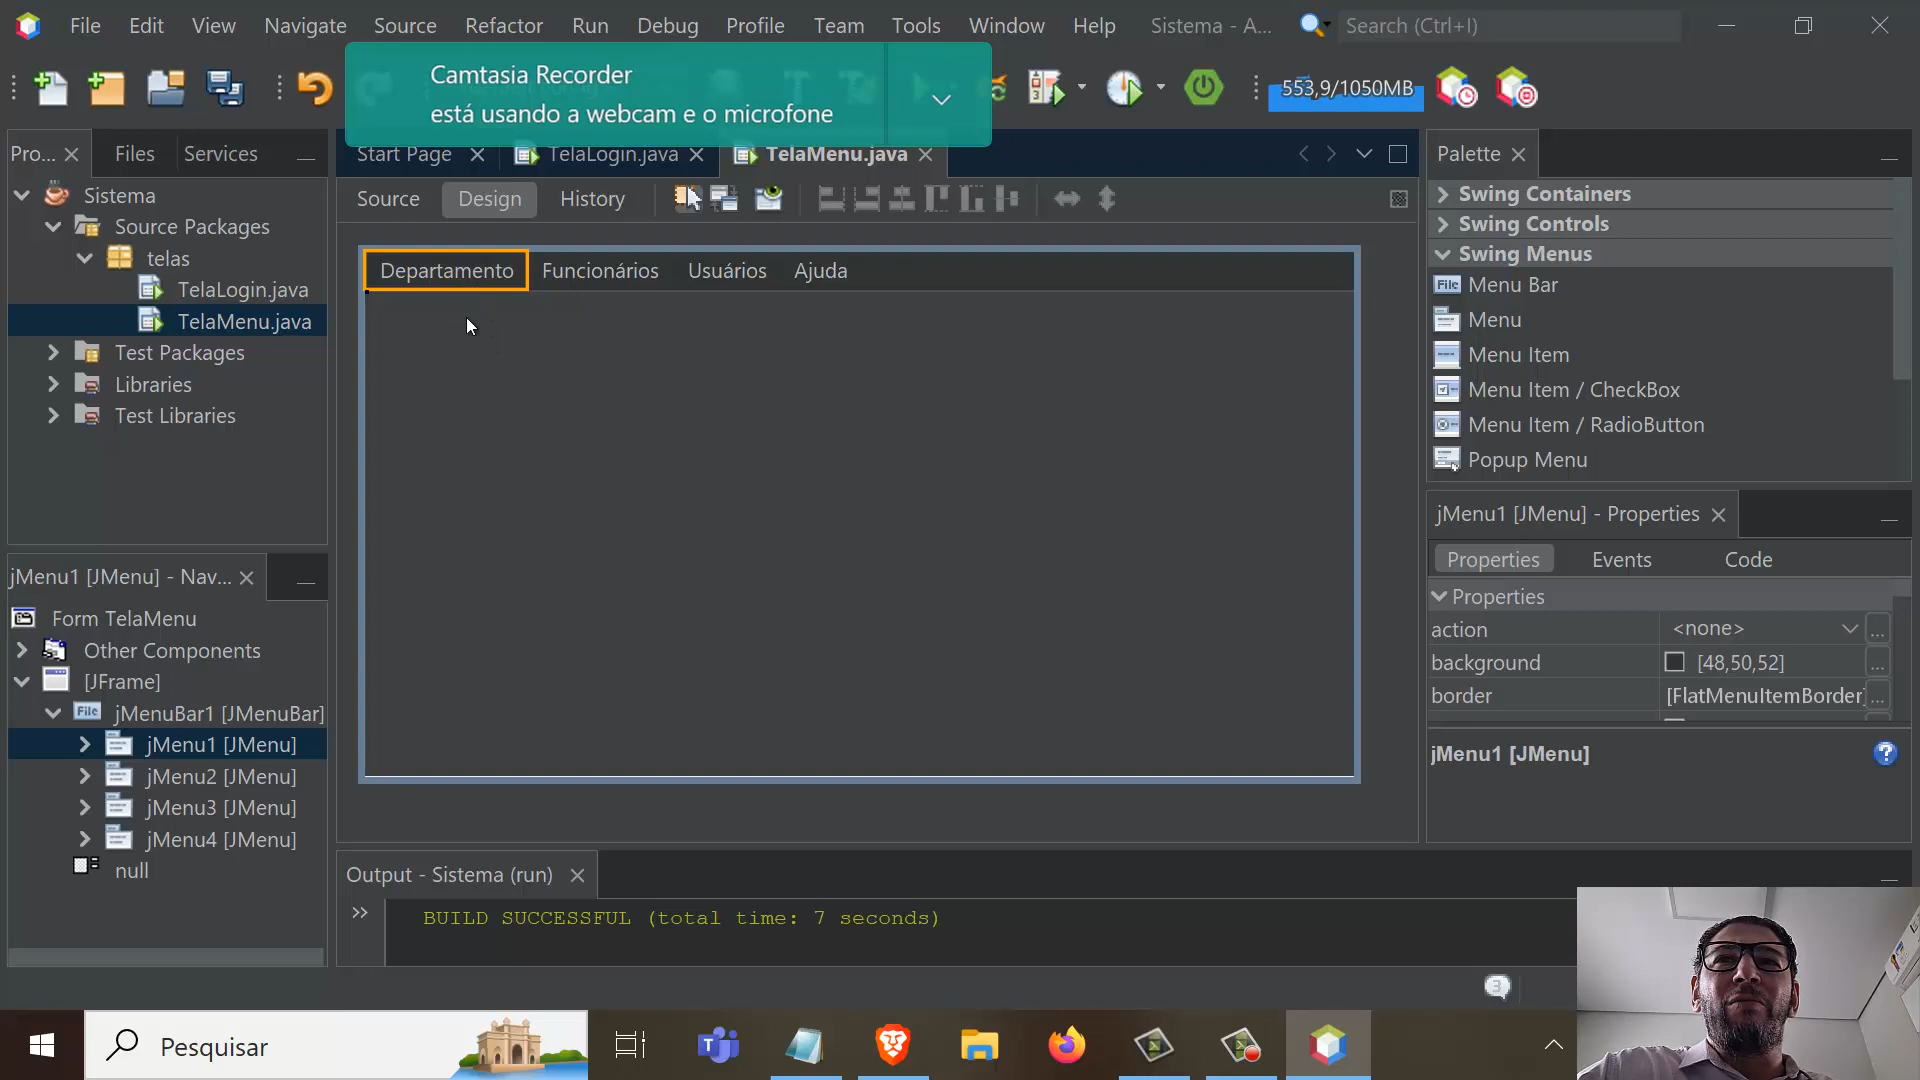 File Edit View Navigate Source Refactor Run Debug Profile Team Tools Window Help Sistema - A... Search (Ctrl+I)
Camtasia Recorder
está usando a webcam e o microfone
553,9/1050MB
Pro... Files Services
Start Page TelaLogin.java TelaMenu.java
Palette
Source Design History
Sistema
Source Packages
telas
TelaLogin.java
TelaMenu.java
Test Packages
Libraries
Test Libraries
Departamento Funcionários Usuários Ajuda
Swing Containers
Swing Controls
Swing Menus
File Menu Bar
Menu
Menu Item
Menu Item / CheckBox
Menu Item / RadioButton
Popup Menu
jMenu1 [JMenu] - Properties
Properties Events Code
Properties
action <none> ...
background [48,50,52] ...
border [FlatMenuItemBorder] ...
jMenu1 [JMenu]
jMenu1 [JMenu] - Nav...
Form TelaMenu
Other Components
[JFrame]
File jMenuBar1 [JMenuBar]
jMenu1 [JMenu]
jMenu2 [JMenu]
jMenu3 [JMenu]
jMenu4 [JMenu]
null
Output - Sistema (run)
BUILD SUCCESSFUL (total time: 7 seconds)
3
Pesquisar